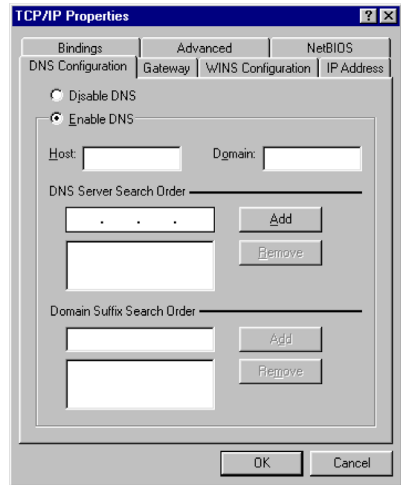 TCP/IP Properties
Bindings Advanced NetBIOS
DNS Configuration Gateway WINS Configuration IP Address
Disable DNS
Enable DNS
Host: Domain:
DNS Server Search Order
. . . Add
Remove
Domain Suffix Search Order
Add
Remove
OK Cancel